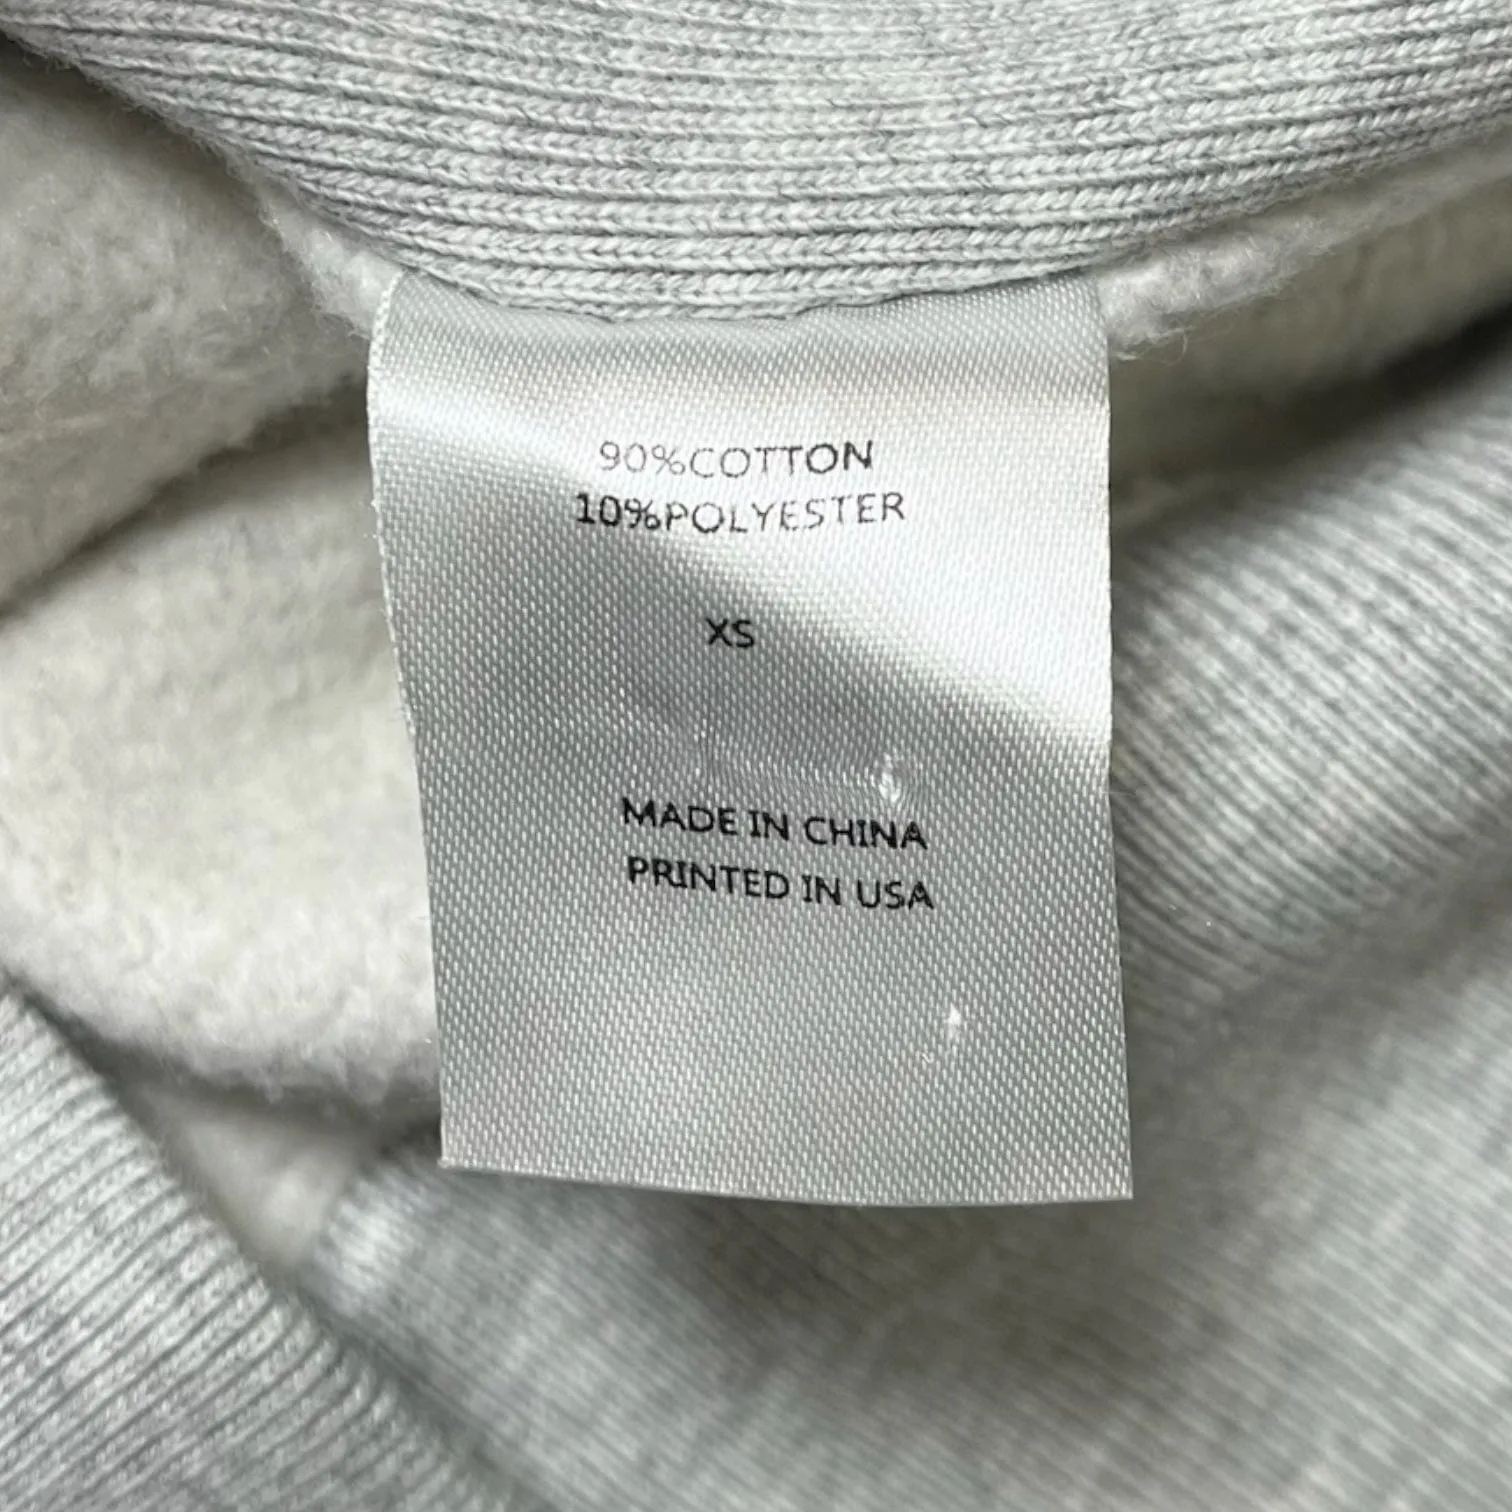 90%COTTON
10%POLYESTER
XS
MADE IN CHINA
PRINTED IN USA